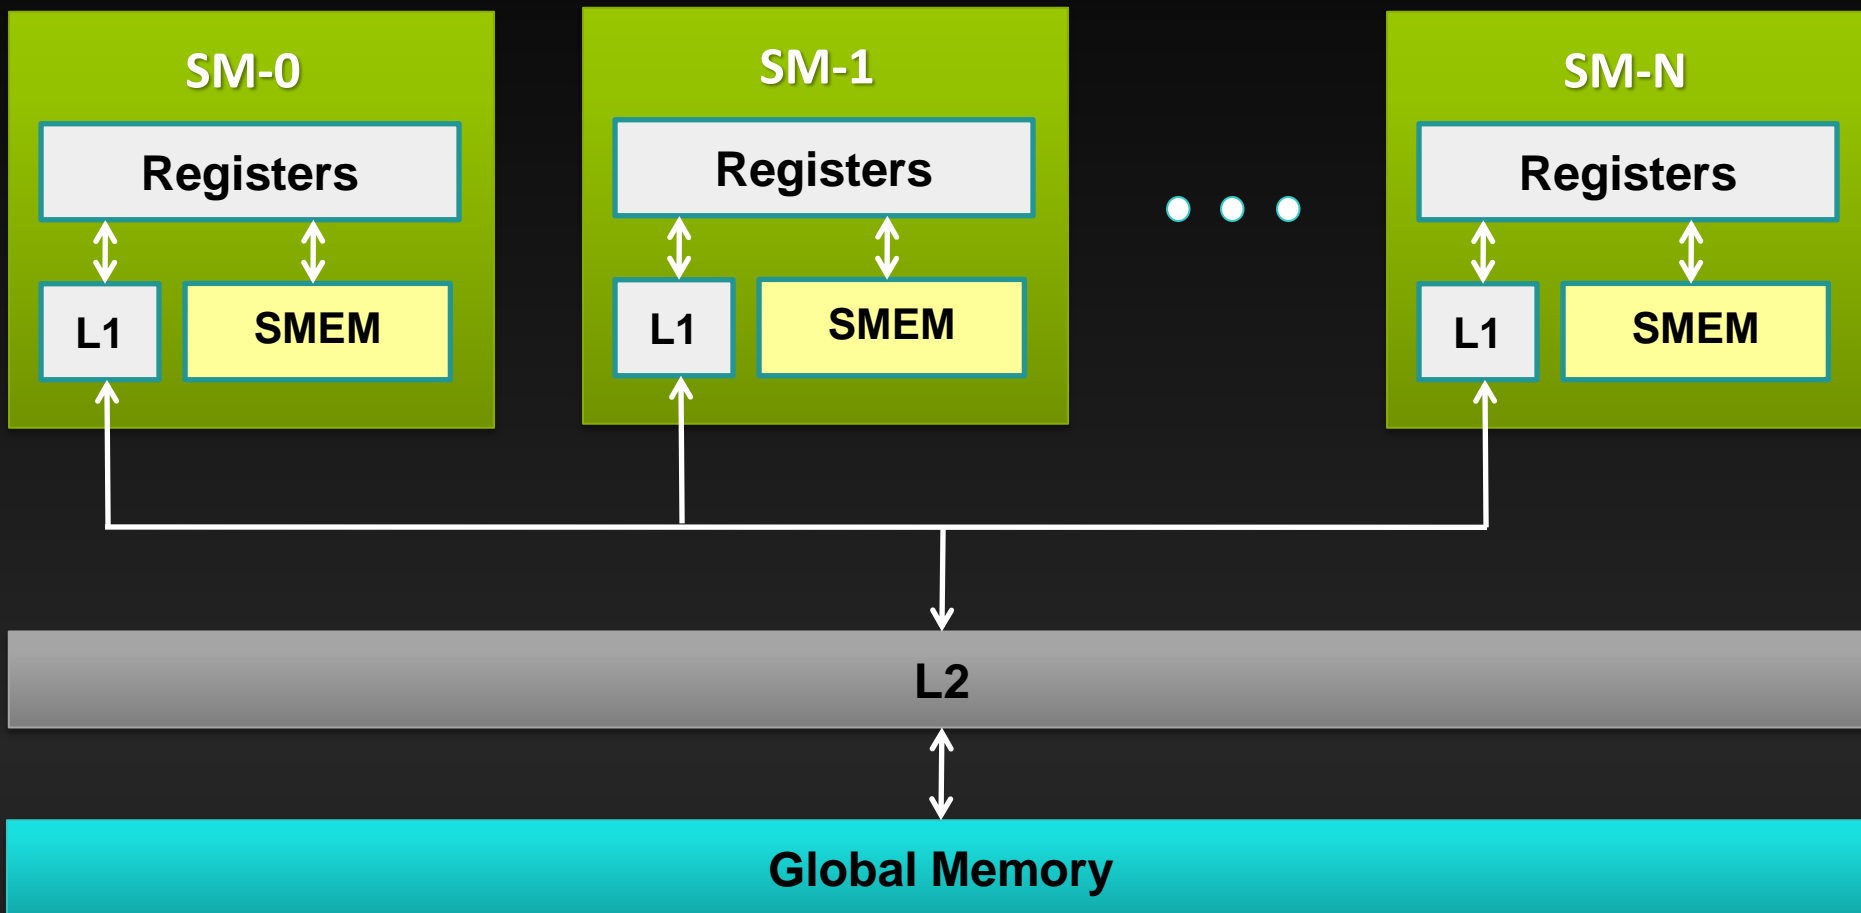 SM-0
Registers
L1
SMEM
SM-1
Registers
L1
SMEM
SM-N
Registers
L1
SMEM
L2
Global Memory